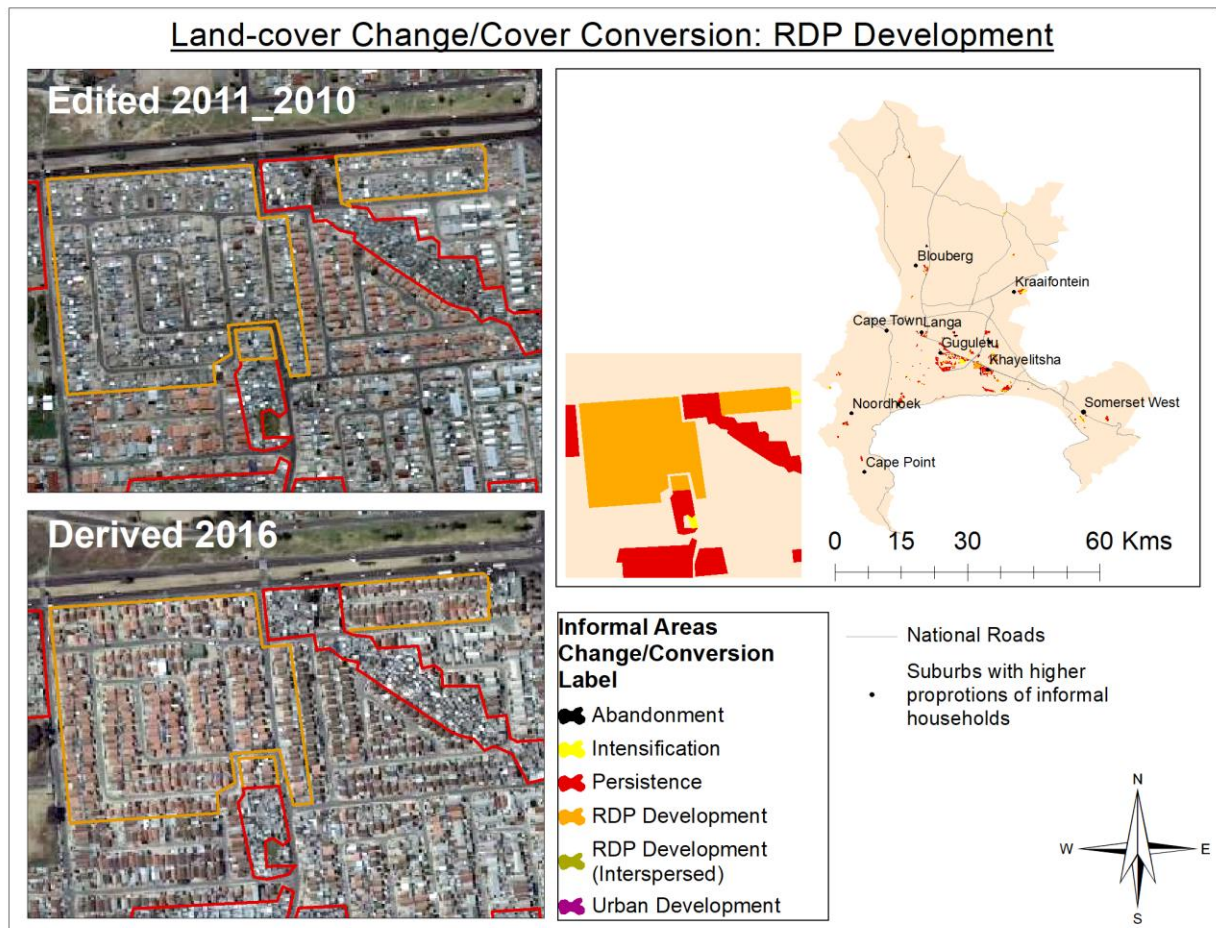 Land-cover Change/Cover Conversion: RDP Development
Edited 2011_2010
Derived 2016
Blouberg
Kraaifontein
Cape Town
Langa
Guguletu
Khayelitsha
Noordhoek
Somerset West
Cape Point
0 15 30 60 Kms
Informal Areas
Change/Conversion
Label
Abandonment
Intensification
Persistence
RDP Development
RDP Development
(Interspersed)
Urban Development
National Roads
Suburbs with higher
proprotions of informal
households
N
W E
S